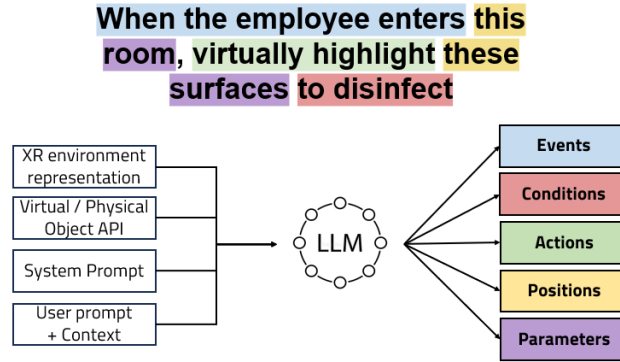 When the employee enters this
room, virtually highlight these
surfaces to disinfect
XR environment
representation
Virtual / Physical
Object API
System Prompt
User prompt
+ Context
LLM
Events
Conditions
Actions
Positions
Parameters